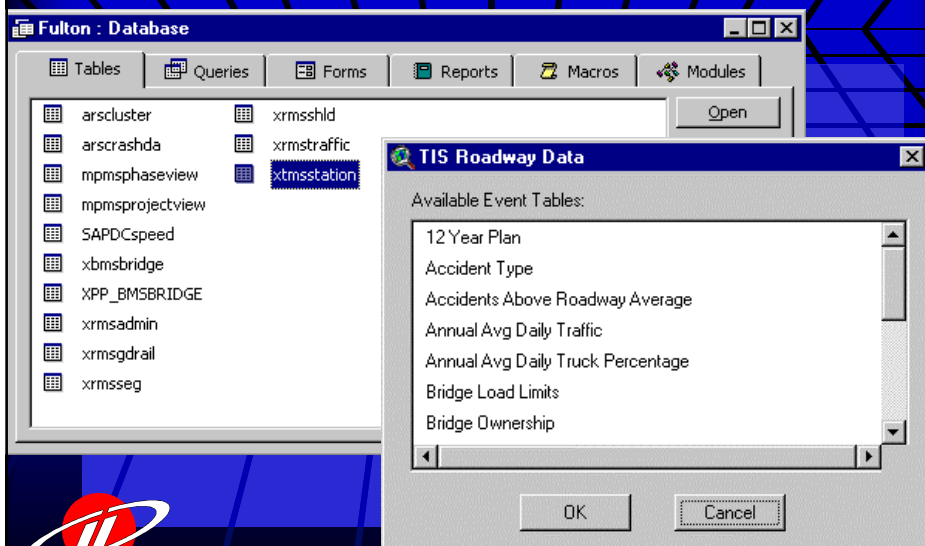 Fulton : Database
Tables Queries Forms Reports Macros Modules
arscluster
arscrashda
mpmsphaseview
mpmsprojectview
SAPDCspeed
xbmsbridge
XPP_BMSBRIDGE
xrmsadmin
xrmsgdrail
xrmsseg
xrmsshld
xrmstraffic
xtmsstation
Open
TIS Roadway Data
Available Event Tables:
12 Year Plan
Accident Type
Accidents Above Roadway Average
Annual Avg Daily Traffic
Annual Avg Daily Truck Percentage
Bridge Load Limits
Bridge Ownership
OK Cancel